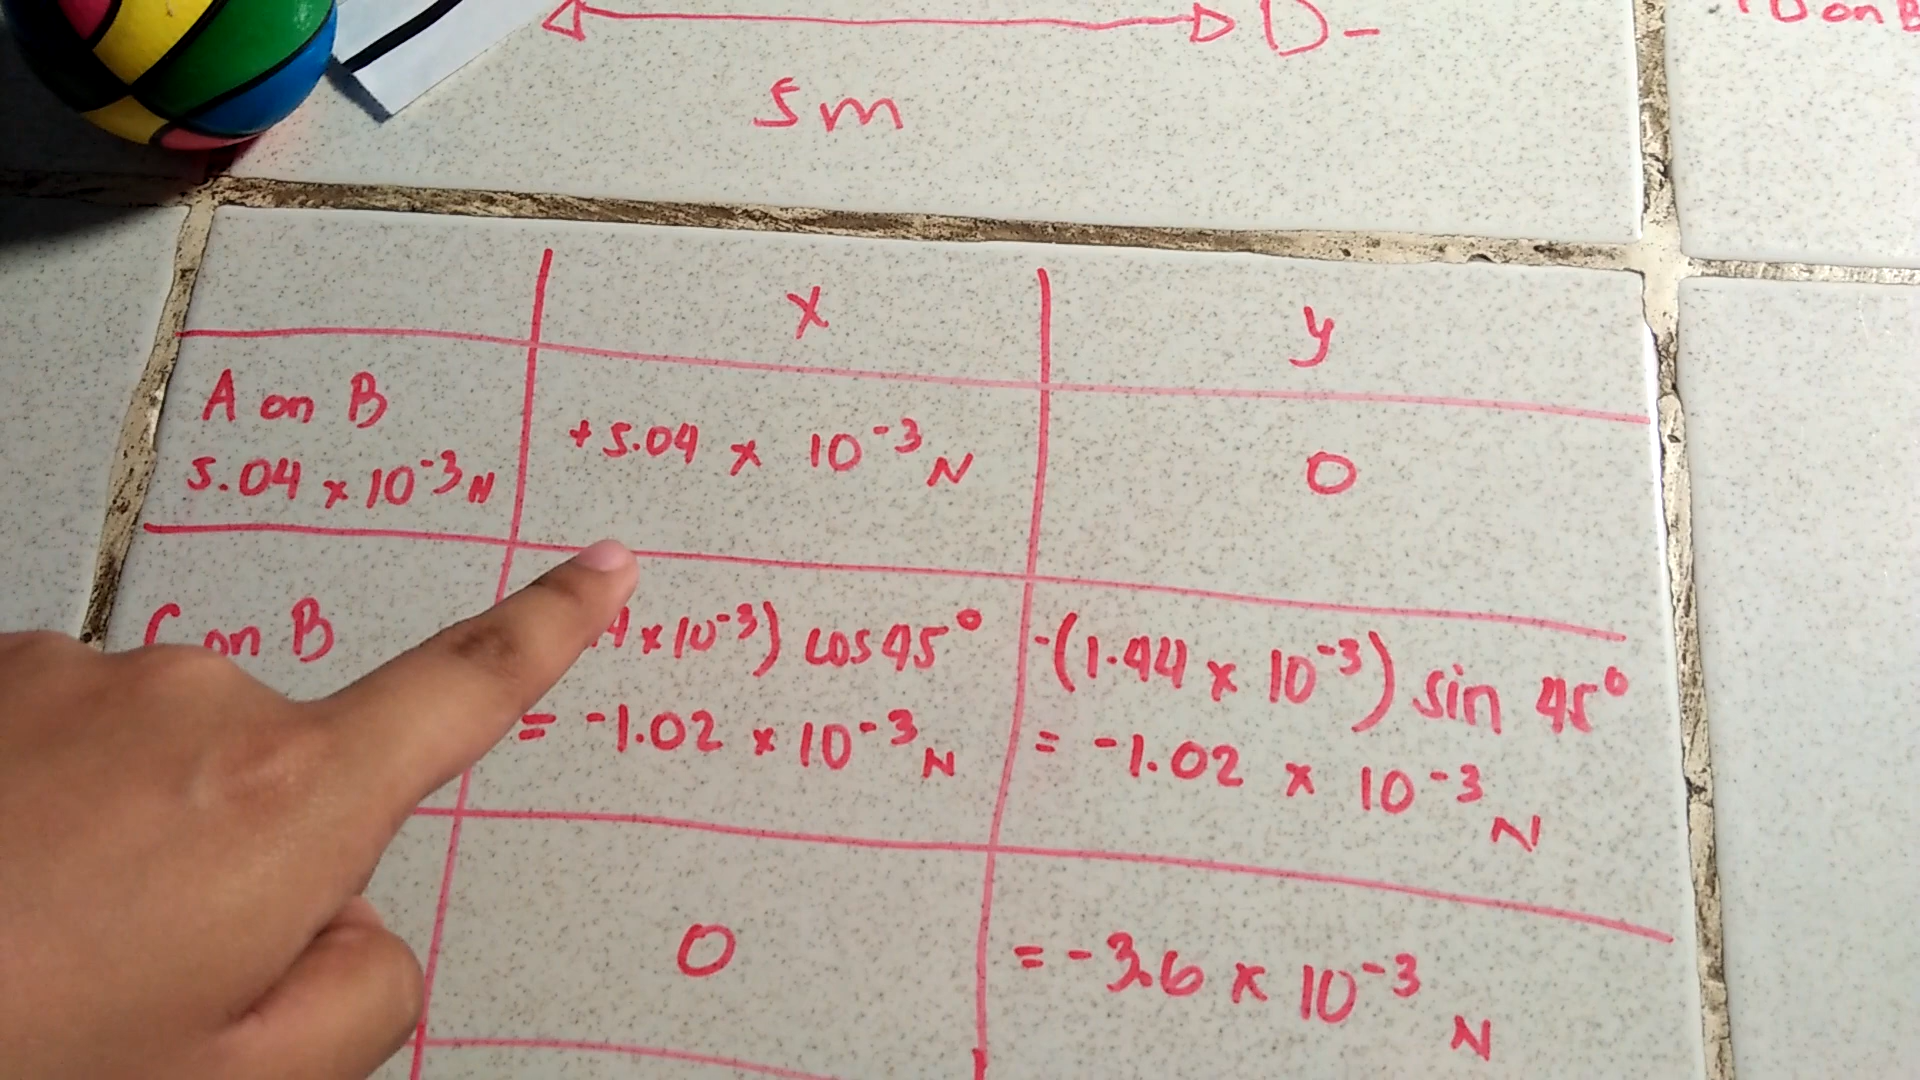 D-
D on B
5m
x
y
A on B
5.04 x 10⁻³ N
+5.04 x 10⁻³ N
0
C on B
4 x 10⁻³) cos 45°
= -1.02 x 10⁻³ N
-(1.44 x 10⁻³) sin 45°
= -1.02 x 10⁻³ N
0
= -3.6 x 10⁻³ N